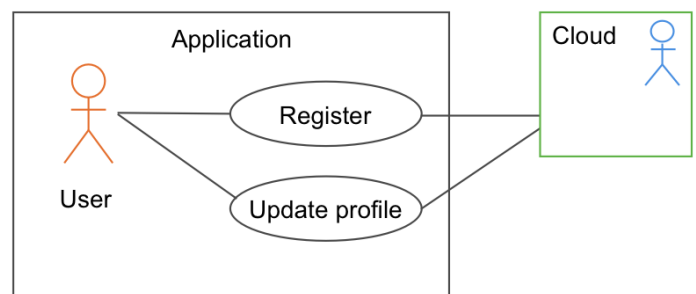 Application
Cloud
Register
User
Update profile